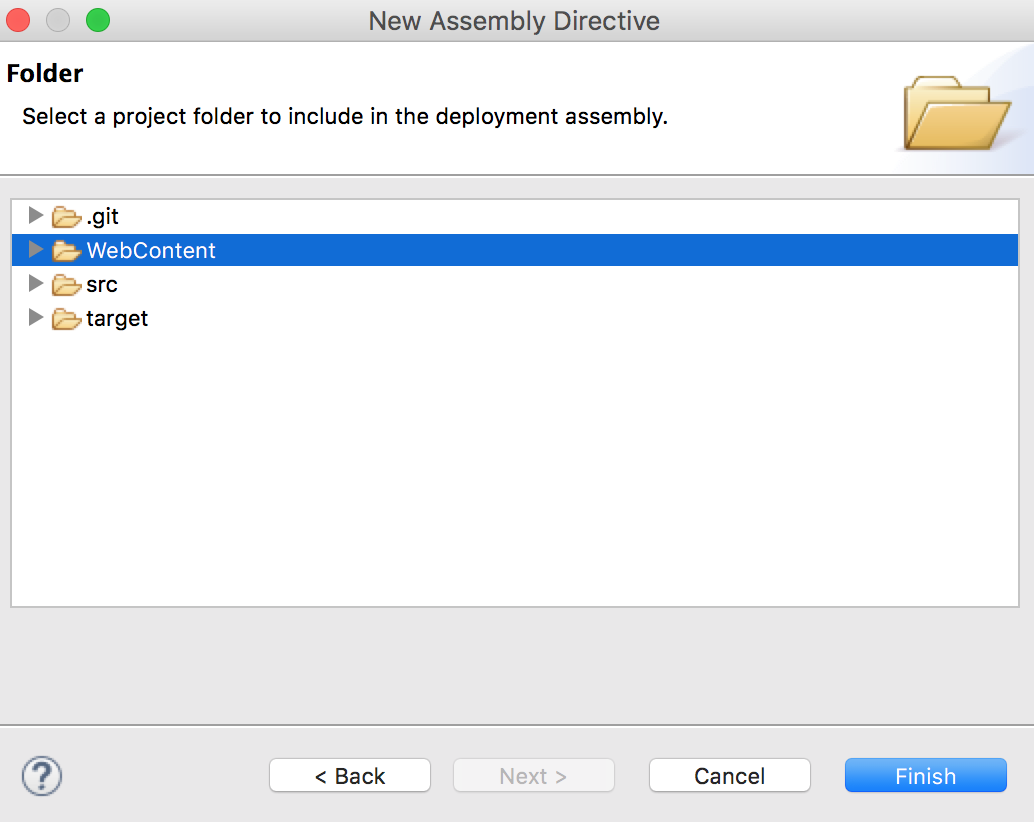 New Assembly Directive
Folder
Select a project folder to include in the deployment assembly.
.git
WebContent
src
target
?
< Back
Next >
Cancel
Finish